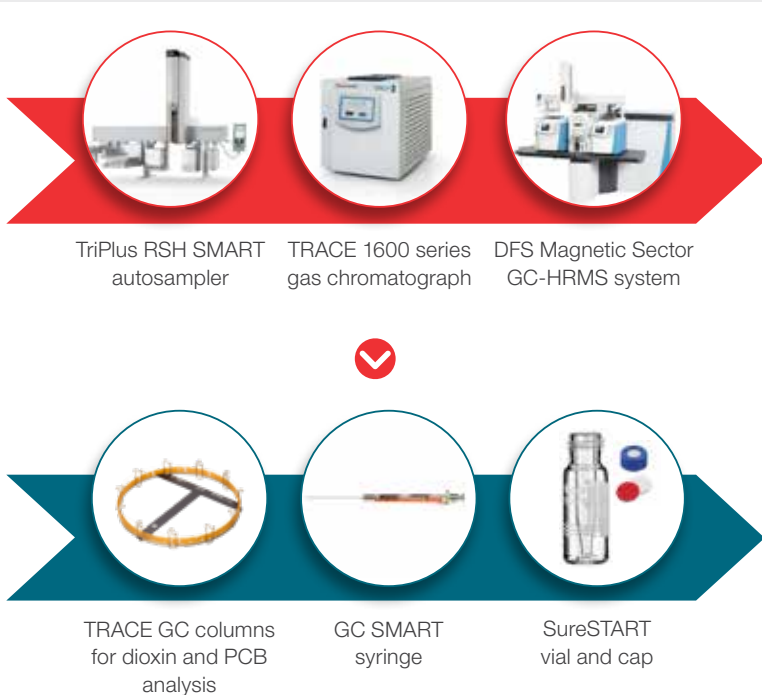 TriPlus RSH SMART
autosampler
TRACE 1600 series
gas chromatograph
DFS Magnetic Sector
GC-HRMS system
TRACE GC columns
for dioxin and PCB
analysis
GC SMART
syringe
SureSTART
vial and cap